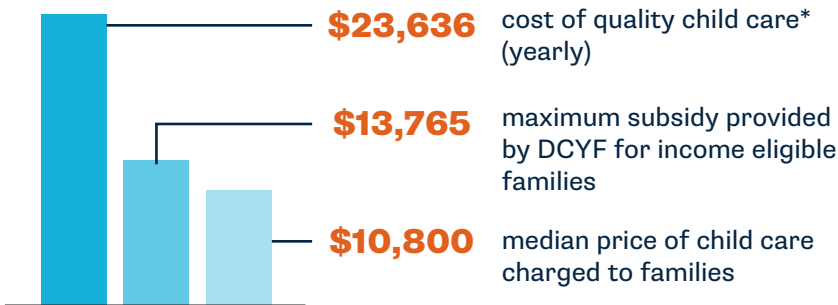 $23,636 cost of quality child care*
(yearly)
$13,765 maximum subsidy provided
by DCYF for income eligible
families
$10,800 median price of child care
charged to families